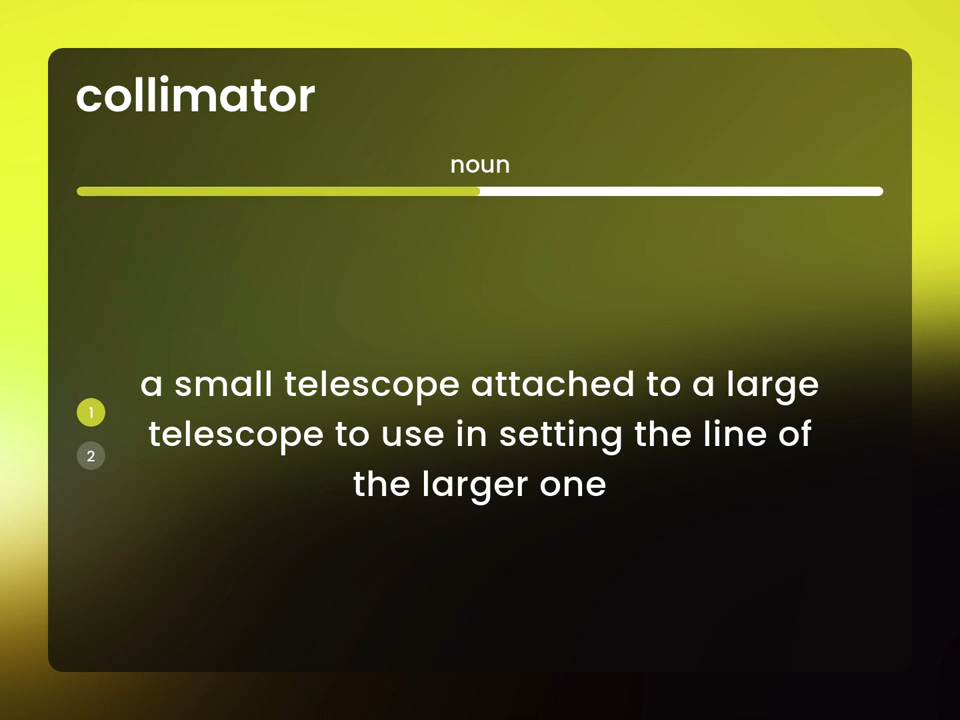 collimator
noun
1
2
a small telescope attached to a large
telescope to use in setting the line of
the larger one